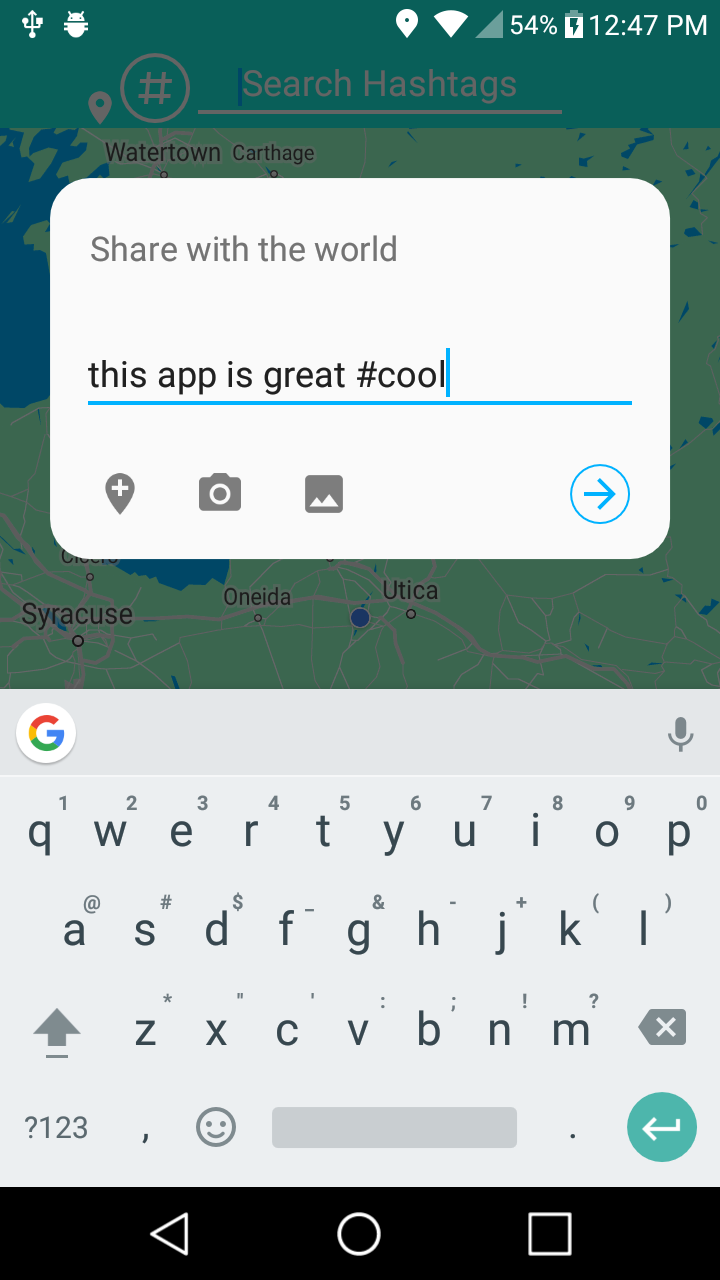 54% 12:47 PM
# Search Hashtags
Watertown Carthage
Share with the world
this app is great #cool
Oneida Utica
Syracuse
G
1 2 3 4 5 6 7 8 9 0
q w e r t y u i o p
@ # $ _ & - + ( )
a s d f g h j k l
* " ' : ; ! ?
z x c v b n m
?123 , .